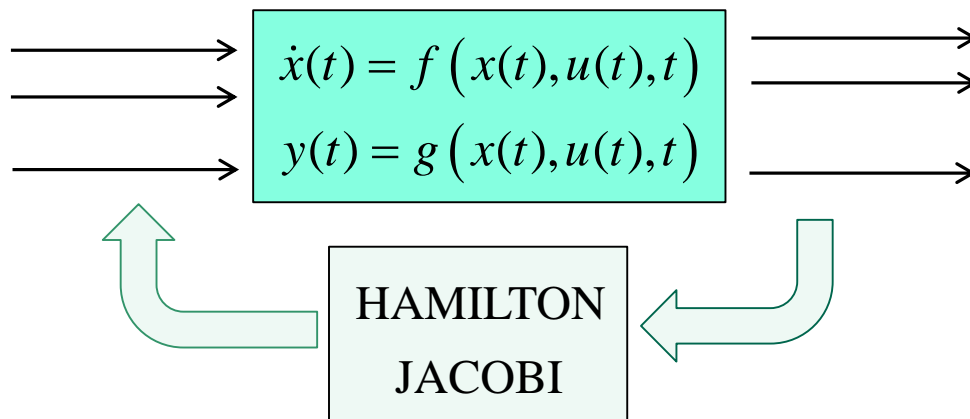 ẋ(t) = f(x(t),u(t),t)
y(t) = g(x(t),u(t),t)
HAMILTON
JACOBI